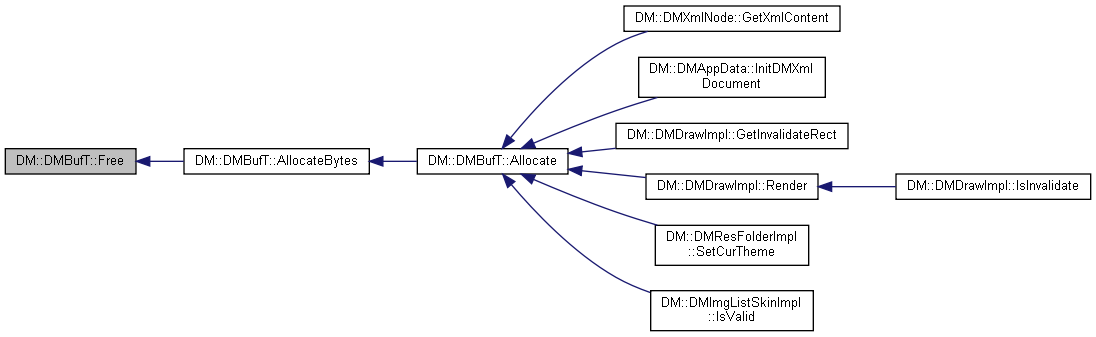 DM::DMXmlNode::GetXmlContent
DM::DMAppData::InitDMXml
Document
DM::DMDrawImpl::GetInvalidateRect
DM::DMBufT::Free
DM::DMBufT::AllocateBytes
DM::DMBufT::Allocate
DM::DMDrawImpl::Render
DM::DMDrawImpl::IsInvalidate
DM::DMResFolderImpl
::SetCurTheme
DM::DMImgListSkinImpl
::IsValid